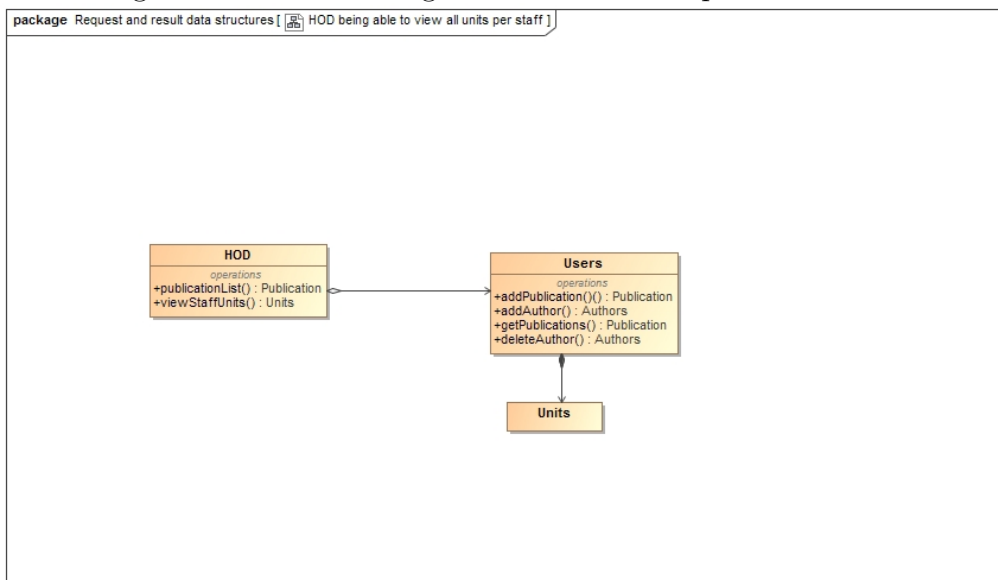 package Request and result data structures [ HOD being able to view all units per staff ]
HOD
operations
+publicationList() : Publication
+viewStaffUnits() : Units
Users
operations
+addPublication()() : Publication
+addAuthor() : Authors
+getPublications() : Publication
+deleteAuthor() : Authors
Units